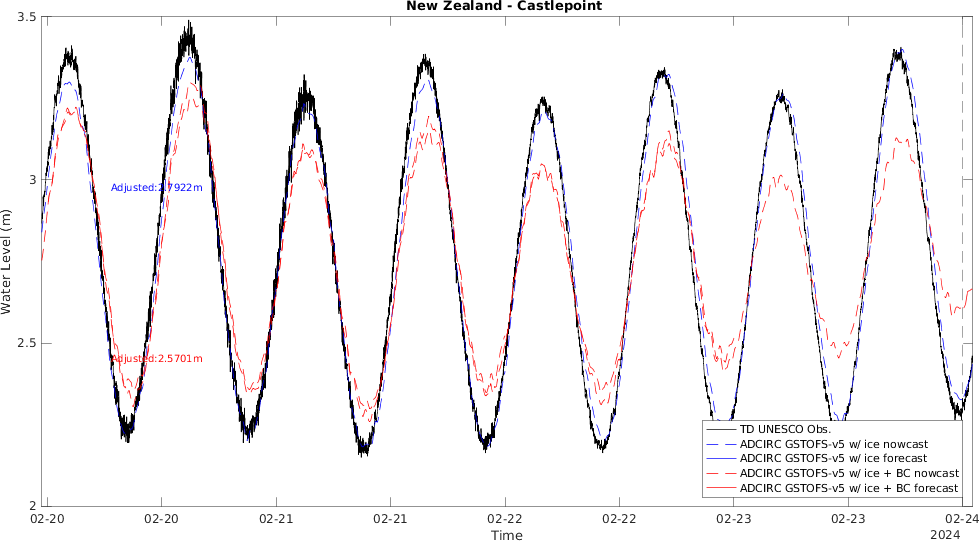 New Zealand - Castlepoint
3.5
3
2.5
2
Water Level (m)
Adjusted:2.7922m
Adjusted:2.5701m
TD UNESCO Obs.
ADCIRC GSTOFS-v5 w/ ice nowcast
ADCIRC GSTOFS-v5 w/ ice forecast
ADCIRC GSTOFS-v5 w/ ice + BC nowcast
ADCIRC GSTOFS-v5 w/ ice + BC forecast
02-20 02-20 02-21 02-21 02-22 02-22 02-23 02-23 02-24
Time
2024